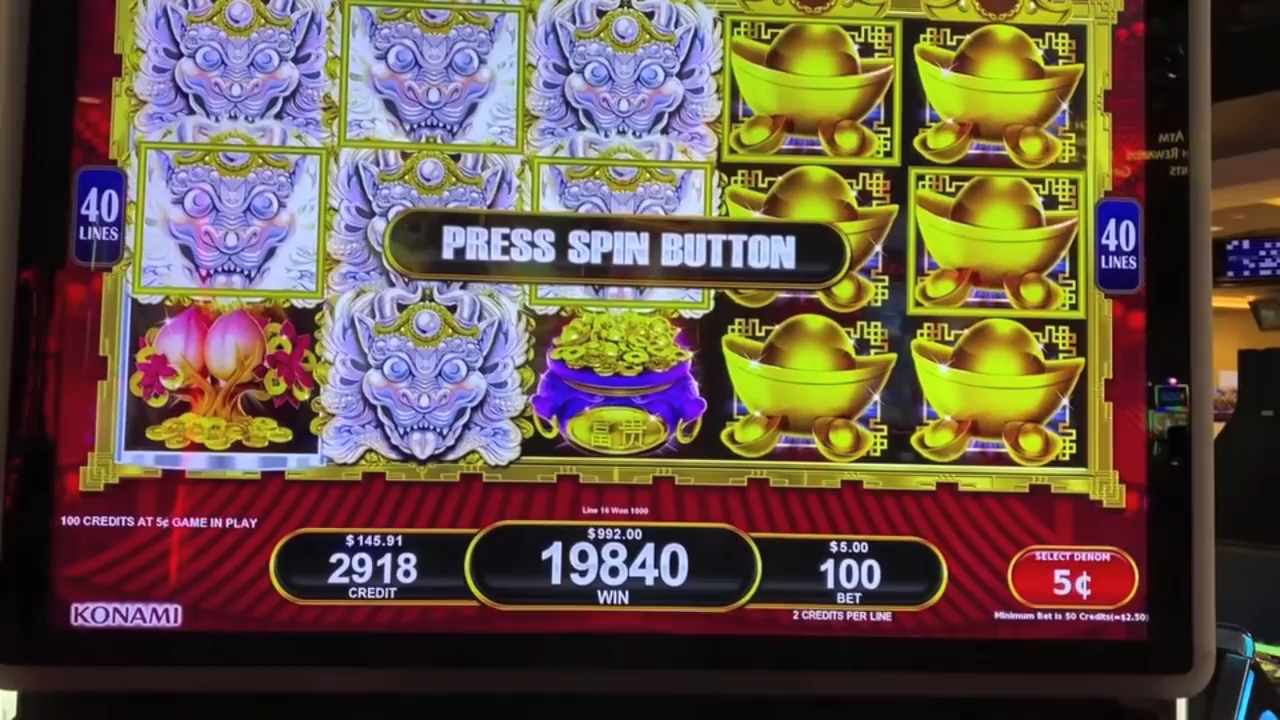 40
LINES
PRESS SPIN BUTTON
40
LINES
富贵
ATM
REWARDS
100 CREDITS AT 5¢ GAME IN PLAY
Line 16 Won 1000
$145.91
2918
CREDIT
$992.00
19840
WIN
$5.00
100
BET
2 CREDITS PER LINE
SELECT DENOM
5¢
Minimum Bet is 50 Credits(=$2.50)
KONAMI